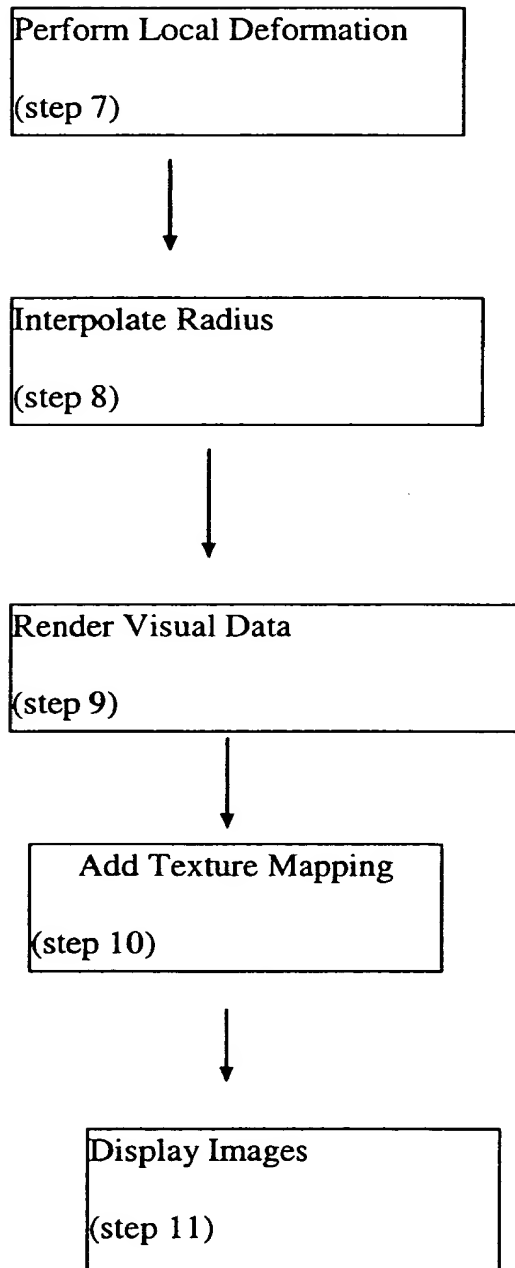 Perform Local Deformation
(step 7)
Interpolate Radius
(step 8)
Render Visual Data
(step 9)
Add Texture Mapping
(step 10)
Display Images
(step 11)